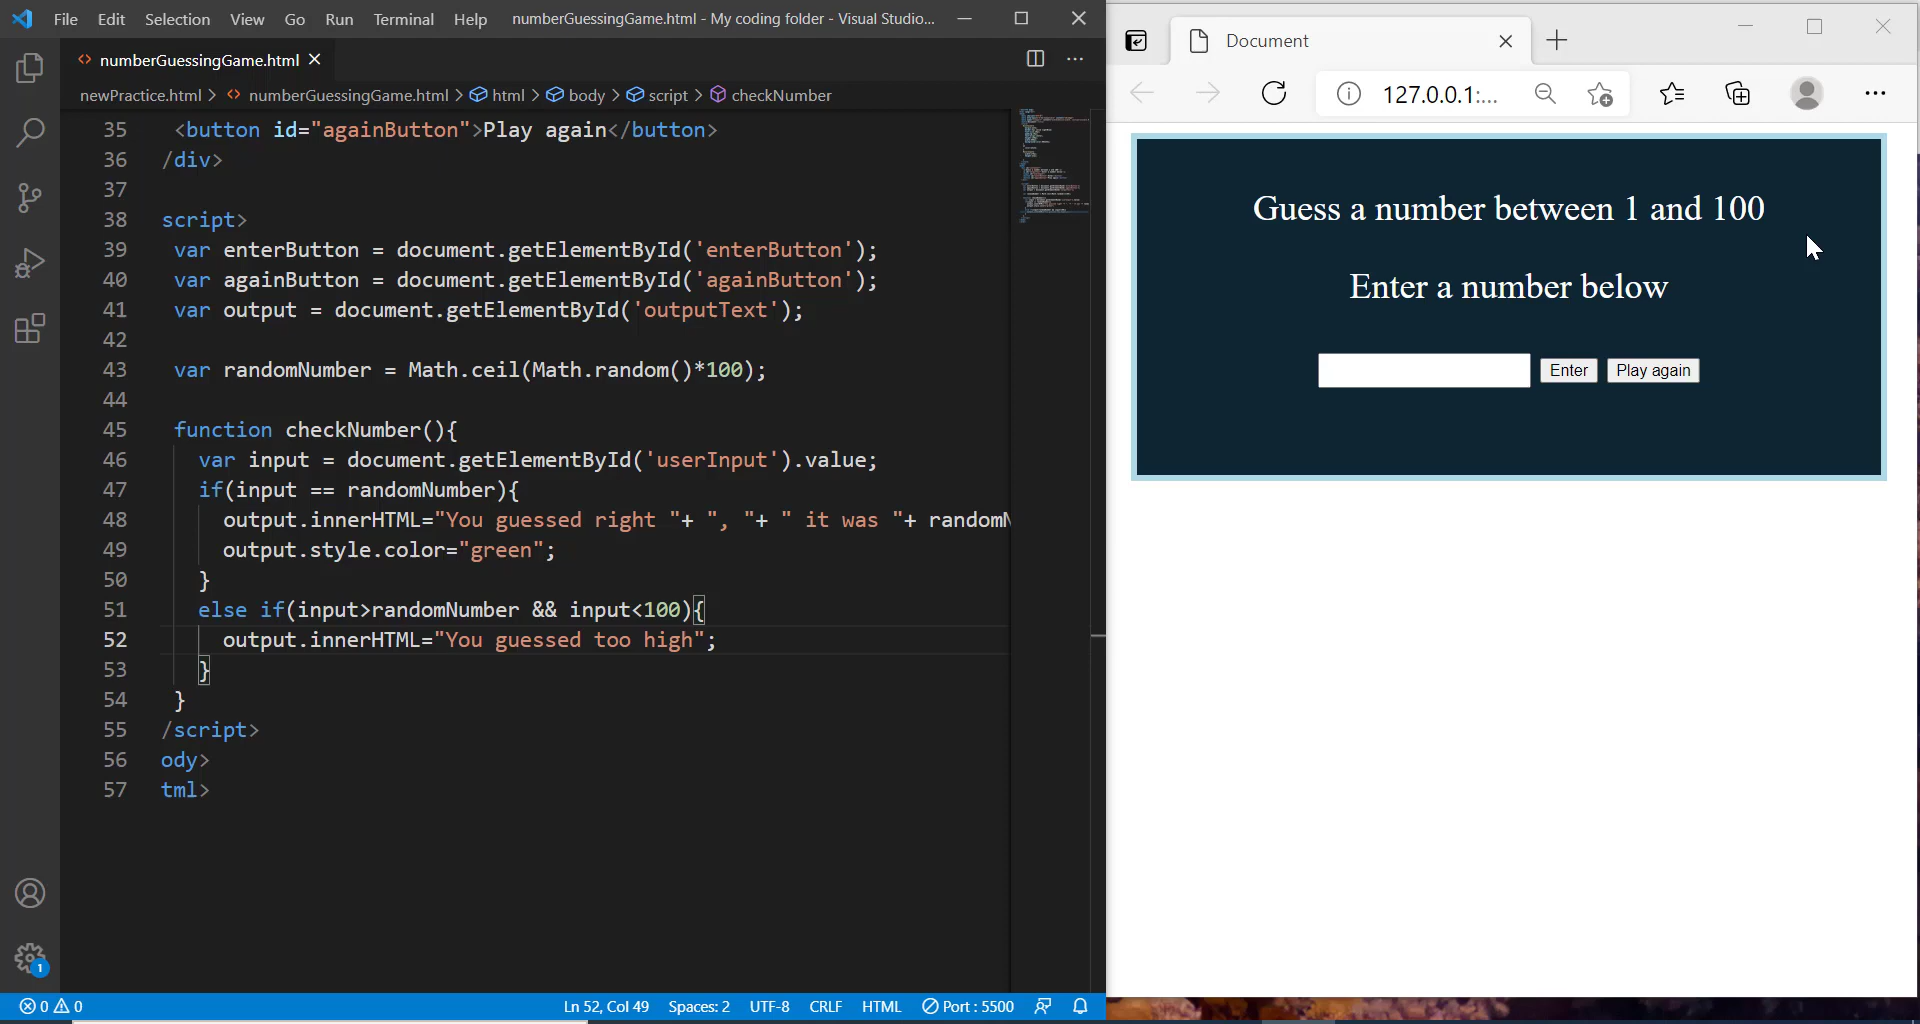 File Edit Selection View Go Run Terminal Help numberGuessingGame.html - My coding folder - Visual Studio...
numberGuessingGame.html
newPractice.html > numberGuessingGame.html > html > body > script > checkNumber
35 <button id="againButton">Play again</button>
36 /div>
37
38 script>
39 var enterButton = document.getElementById('enterButton');
40 var againButton = document.getElementById('againButton');
41 var output = document.getElementById('outputText');
42
43 var randomNumber = Math.ceil(Math.random()*100);
44
45 function checkNumber(){
46 var input = document.getElementById('userInput').value;
47 if(input == randomNumber){
48 output.innerHTML="You guessed right "+ ", "+ " it was "+ randomN
49 output.style.color="green";
50 }
51 else if(input>randomNumber && input<100){
52 output.innerHTML="You guessed too high";
53 }
54 }
55 /script>
56 ody>
57 tml>
1
0 0 Ln 52, Col 49 Spaces: 2 UTF-8 CRLF HTML Port : 5500
Document
127.0.0.1:...
Guess a number between 1 and 100
Enter a number below
Enter Play again